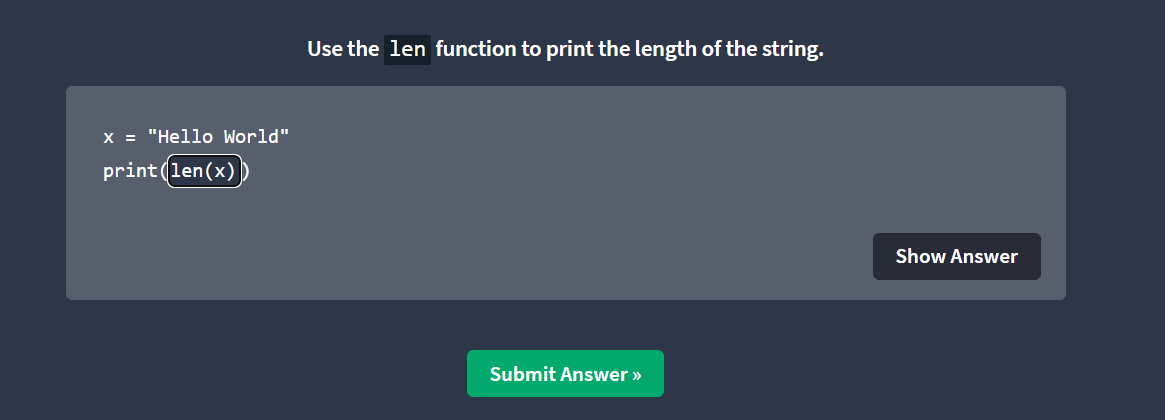 Use the len function to print the length of the string.
x = "Hello World"
print(len(x))
Show Answer
Submit Answer »